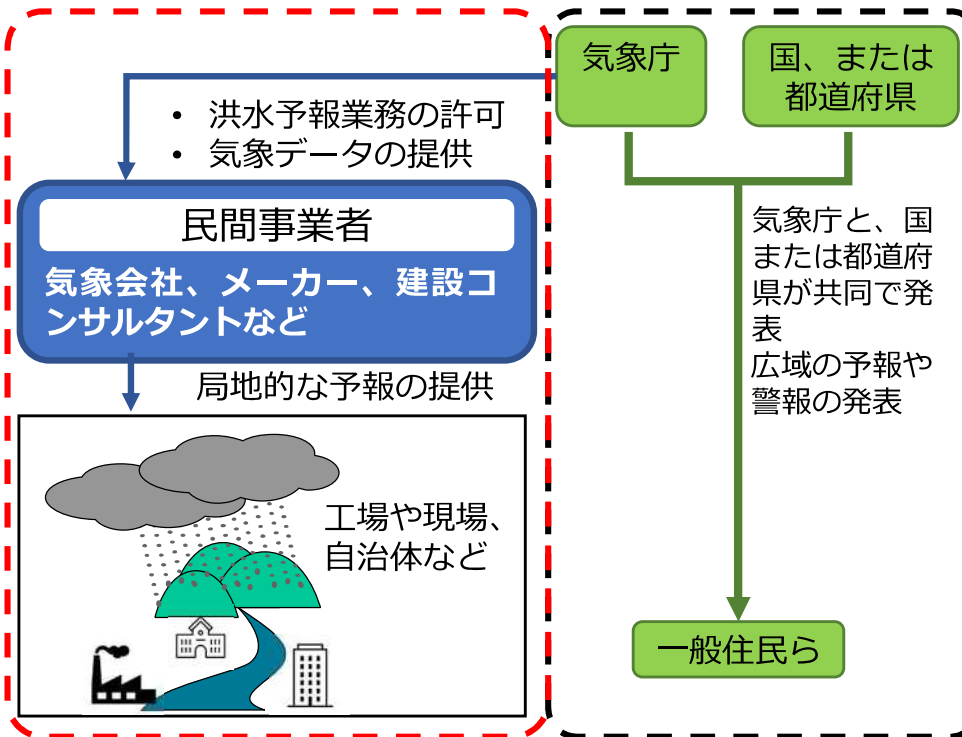 気象庁
国、または
都道府県
• 洪水予報業務の許可
• 気象データの提供
民間事業者
気象会社、メーカー、建設コ
ンサルタントなど
局地的な予報の提供
工場や現場、
自治体など
気象庁と、国
または都道府
県が共同で発
表
広域の予報や
警報の発表
一般住民ら